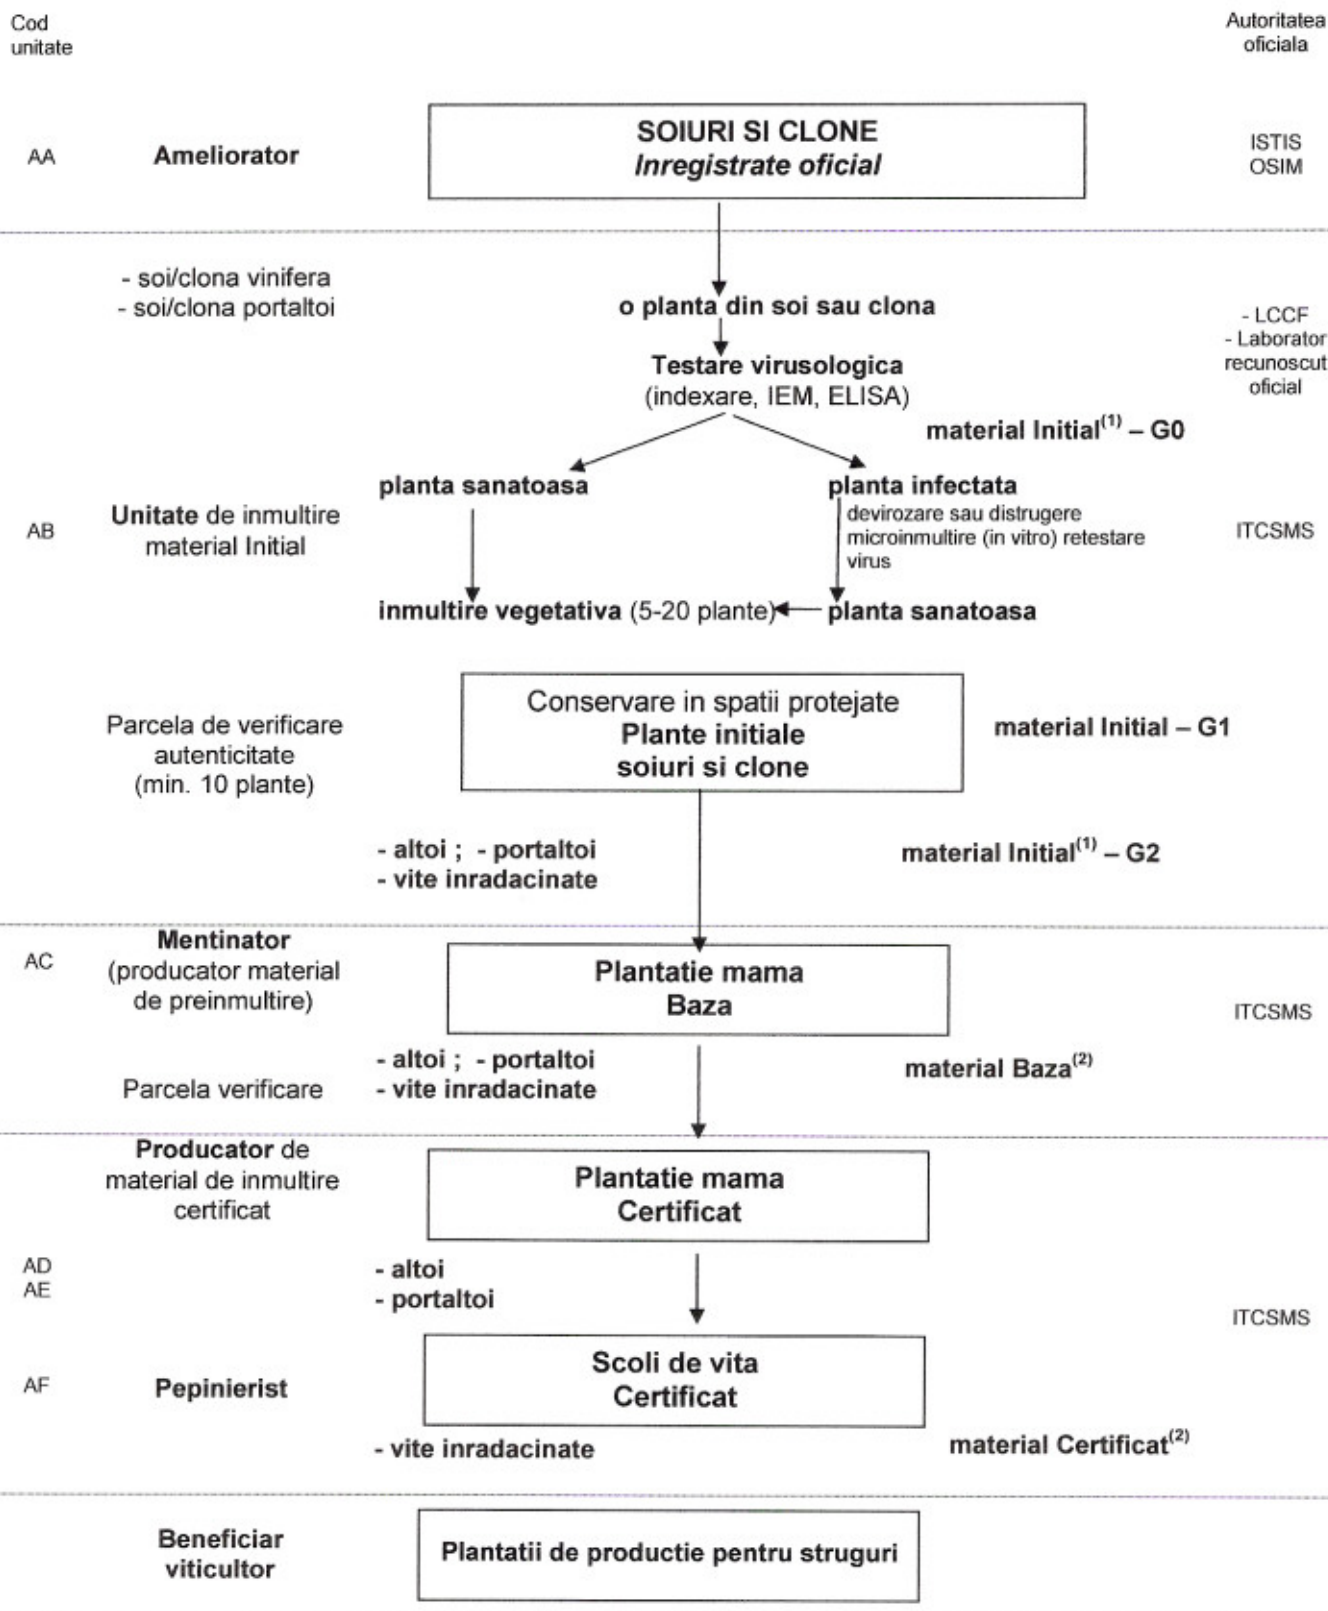 Cod
unitate
Autoritatea
oficiala
AA
Ameliorator
SOIURI SI CLONE
Inregistrate oficial
ISTIS
OSIM
- soi/clona vinifera
- soi/clona portaltoi
o planta din soi sau clona
- LCCF
- Laborator
recunoscut
oficial
Testare virusologica
(indexare, IEM, ELISA)
material Initial(1) – G0
planta sanatoasa
planta infectata
devirozare sau distrugere
microinmultire (in vitro) retestare
virus
AB
Unitate de inmultire
material Initial
ITCSMS
inmultire vegetativa (5-20 plante)
planta sanatoasa
Parcela de verificare
autenticitate
(min. 10 plante)
Conservare in spatii protejate
Plante initiale
soiuri si clone
material Initial – G1
- altoi ; - portaltoi
- vite inradacinate
material Initial(1) – G2
AC
Mentinator
(producator material
de preinmultire)
Plantatie mama
Baza
ITCSMS
- altoi ; - portaltoi
- vite inradacinate
material Baza(2)
Parcela verificare
Producator de
material de inmultire
certificat
Plantatie mama
Certificat
AD
AE
- altoi
- portaltoi
ITCSMS
AF
Pepinierist
Scoli de vita
Certificat
- vite inradacinate
material Certificat(2)
Beneficiar
viticultor
Plantatii de productie pentru struguri